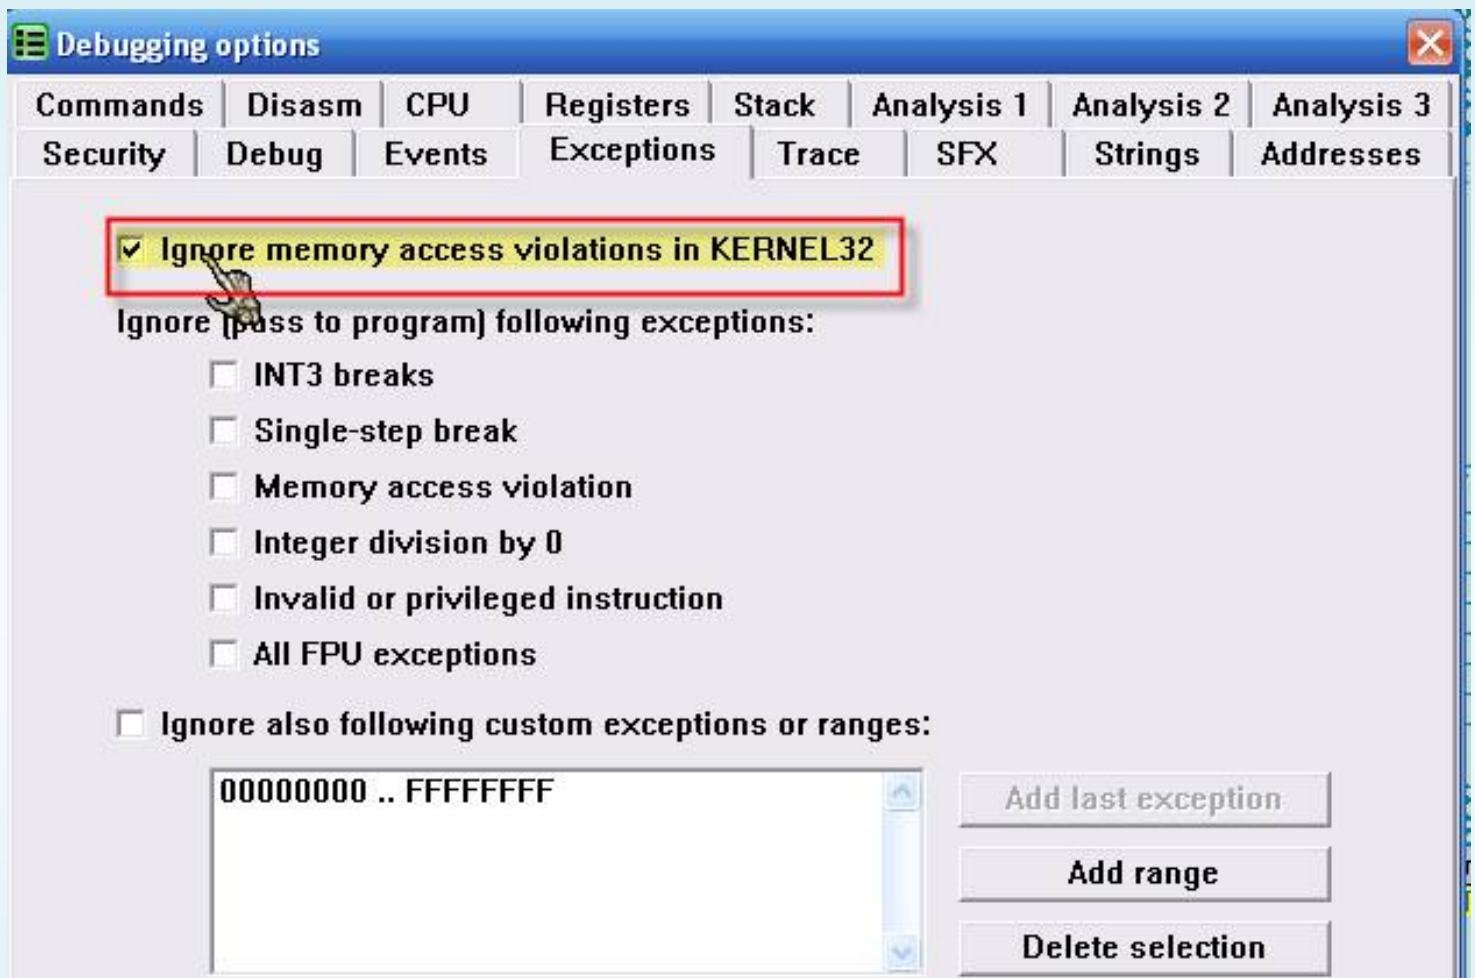 Debugging options
Commands Disasm CPU Registers Stack Analysis 1 Analysis 2 Analysis 3
Security Debug Events Exceptions Trace SFX Strings Addresses
Ignore memory access violations in KERNEL32
Ignore (pass to program) following exceptions:
INT3 breaks
Single-step break
Memory access violation
Integer division by 0
Invalid or privileged instruction
All FPU exceptions
Ignore also following custom exceptions or ranges:
00000000 .. FFFFFFFF
Add last exception
Add range
Delete selection